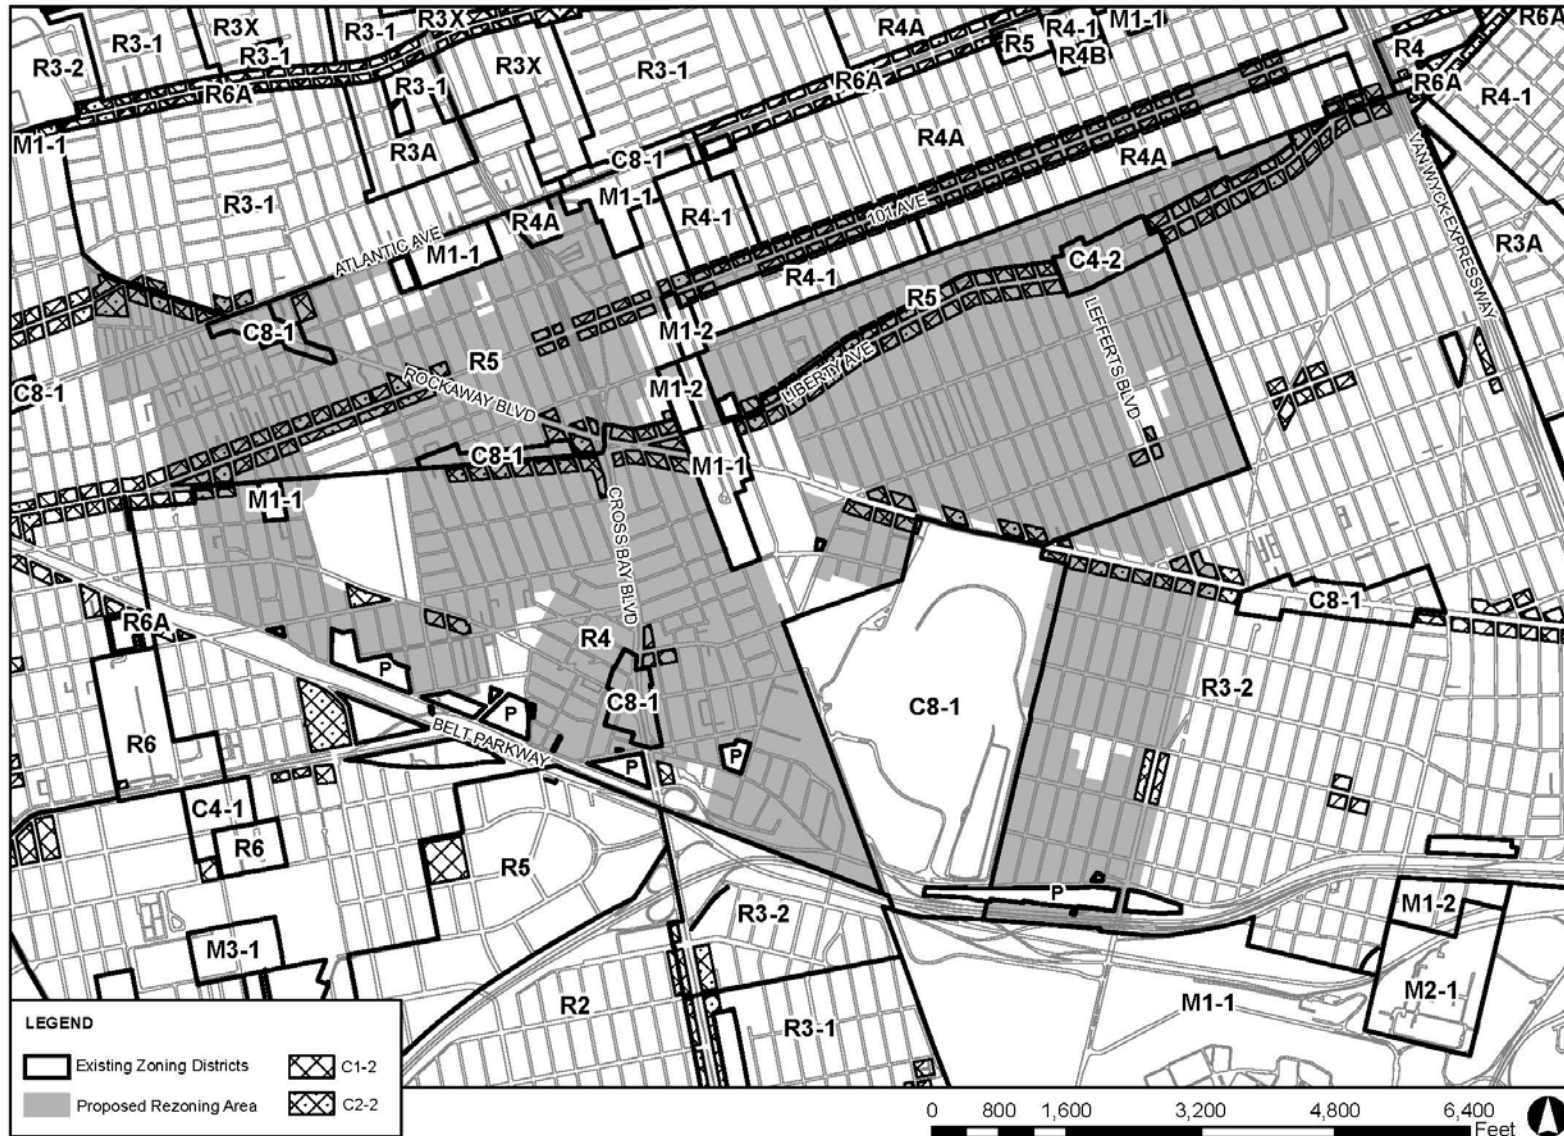 R3-2
R3-1
R3X
R3-1
R3-1
R3X
R6A
R3-1
R3X
R3-1
R4A
R5
R4-1
R4B
M1-1
R6A
R4
R6A
R4-1
M1-1
R3A
R3-1
C8-1
R6A
R4A
R4A
M1-1
R4-1
101 AVE
R4-1
VAN WYCK EXPRESSWAY
R3A
ATLANTIC AVE
M1-1
R4A
C4-2
R5
C8-1
C8-1
R5
M1-2
M1-2
ROCKAWAY BLVD
LIBERTY AVE
LEFFERTS BLVD
C8-1
M1-1
M1-1
CROSS BAY BLVD
C8-1
R6A
R4
P
C8-1
P
BELT PARKWAY
P
P
C8-1
R3-2
R6
C4-1
R6
R5
M3-1
R3-2
P
M1-2
M2-1
M1-1
R2
R3-1
LEGEND
Existing Zoning Districts
C1-2
Proposed Rezoning Area
C2-2
0 800 1,600 3,200 4,800 6,400
Feet